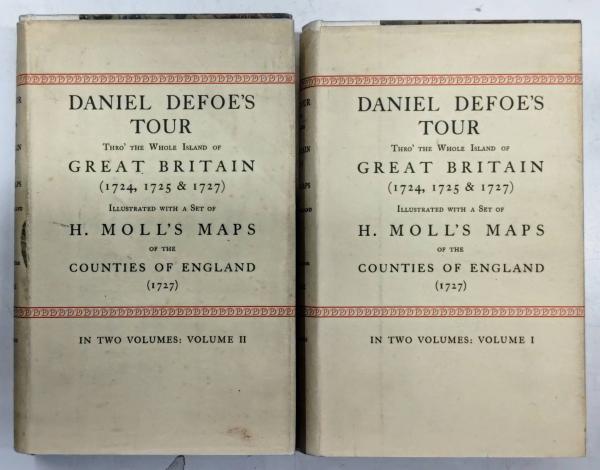 DANIEL DEFOE'S
TOUR
THRO' THE WHOLE ISLAND OF
GREAT BRITAIN
(1724, 1725 & 1727)
ILLUSTRATED WITH A SET OF
H. MOLL'S MAPS
OF THE
COUNTIES OF ENGLAND
(1727)
IN TWO VOLUMES: VOLUME II
DANIEL DEFOE'S
TOUR
THRO' THE WHOLE ISLAND OF
GREAT BRITAIN
(1724, 1725 & 1727)
ILLUSTRATED WITH A SET OF
H. MOLL'S MAPS
OF THE
COUNTIES OF ENGLAND
(1727)
IN TWO VOLUMES: VOLUME I